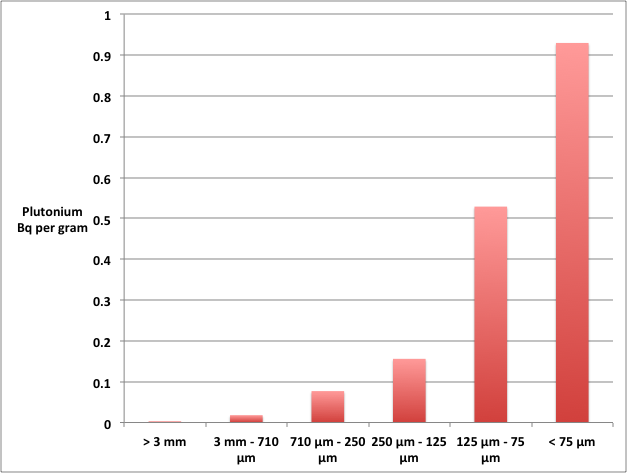 1
0.9
0.8
0.7
0.6
0.5
0.4
0.3
0.2
0.1
0
Plutonium
Bq per gram
> 3 mm
3 mm - 710
µm
710 µm - 250
µm
250 µm - 125
µm
125 µm - 75
µm
< 75 µm